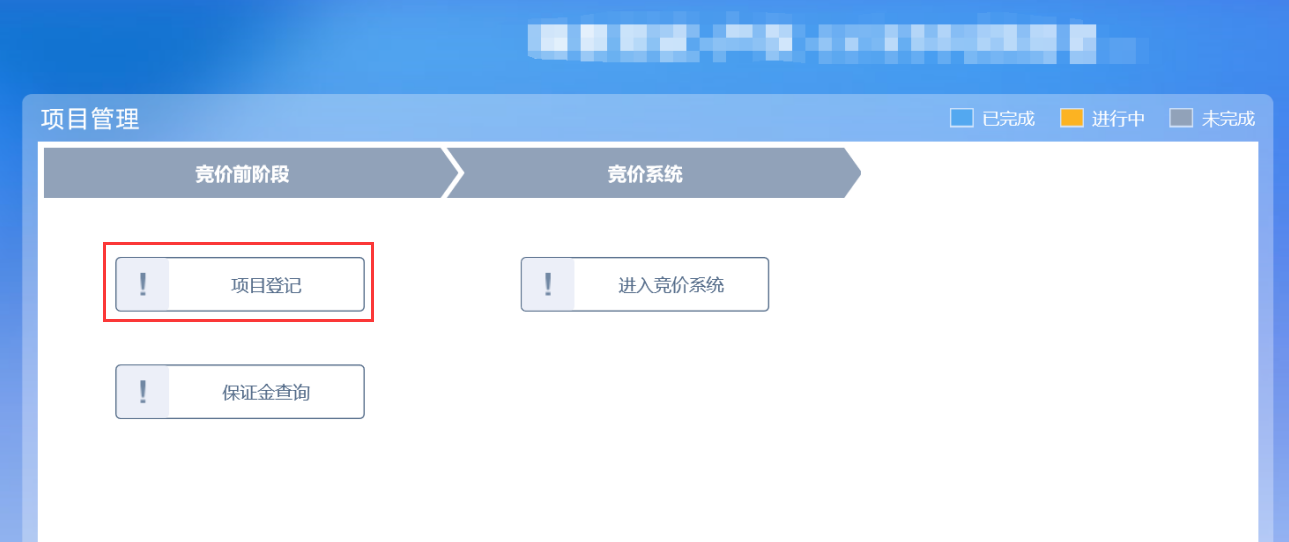 项目管理
已完成 进行中 未完成
竞价前阶段 竞价系统
! 项目登记 ! 进入竞价系统
! 保证金查询